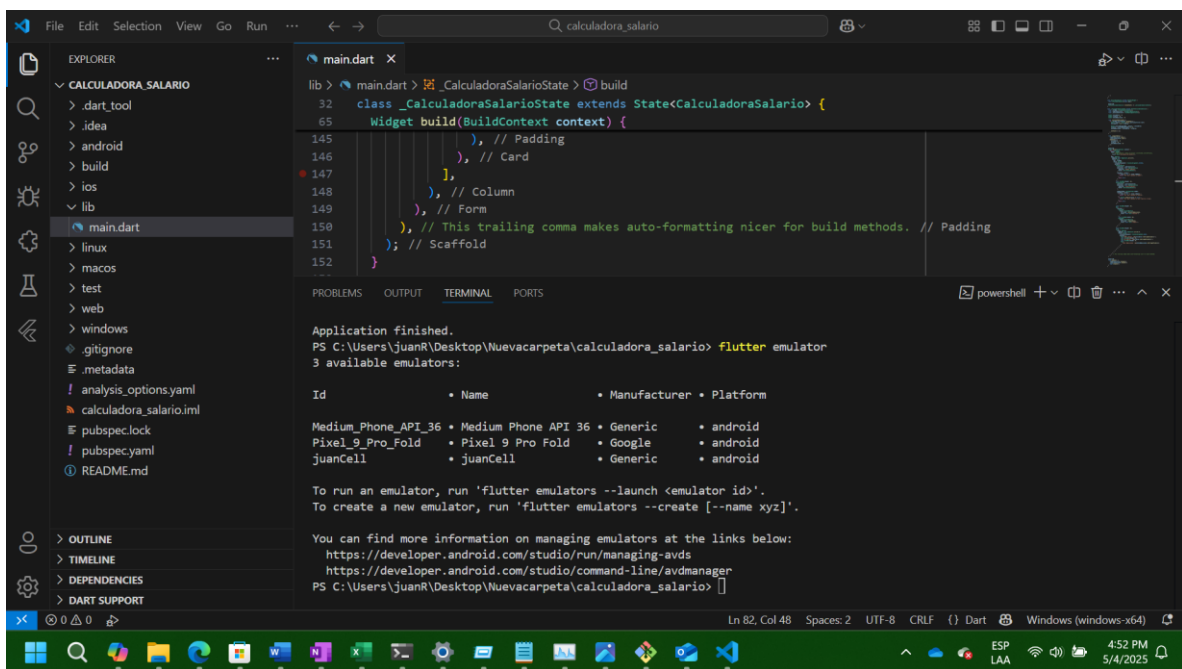 File Edit Selection View Go Run ··· calculadora_salario
EXPLORER ···
CALCULADORA_SALARIO
.dart_tool
.idea
android
build
ios
lib
main.dart
linux
macos
test
web
windows
.gitignore
.metadata
analysis_options.yaml
calculadora_salario.iml
pubspec.lock
pubspec.yaml
README.md
OUTLINE
TIMELINE
DEPENDENCIES
DART SUPPORT
main.dart
lib > main.dart > _CalculadoraSalarioState > build
32 class _CalculadoraSalarioState extends State<CalculadoraSalario> {
65 Widget build(BuildContext context) {
145 ), // Padding
146 ), // Card
147 ],
148 ), // Column
149 ), // Form
150 ), // This trailing comma makes auto-formatting nicer for build methods. // Padding
151 ); // Scaffold
152 }
PROBLEMS OUTPUT TERMINAL PORTS powershell
Application finished.
PS C:\Users\juanR\Desktop\Nuevacarpeta\calculadora_salario> flutter emulator
3 available emulators:
Id • Name • Manufacturer • Platform
Medium_Phone_API_36 • Medium Phone API 36 • Generic • android
Pixel_9_Pro_Fold • Pixel 9 Pro Fold • Google • android
juanCell • juanCell • Generic • android
To run an emulator, run 'flutter emulators --launch <emulator id>'.
To create a new emulator, run 'flutter emulators --create [--name xyz]'.
You can find more information on managing emulators at the links below:
https://developer.android.com/studio/run/managing-avds
https://developer.android.com/studio/command-line/avdmanager
PS C:\Users\juanR\Desktop\Nuevacarpeta\calculadora_salario>
0 0 Ln 82, Col 48 Spaces: 2 UTF-8 CRLF {} Dart Windows (windows-x64)
ESP 4:52 PM
LAA 5/4/2025